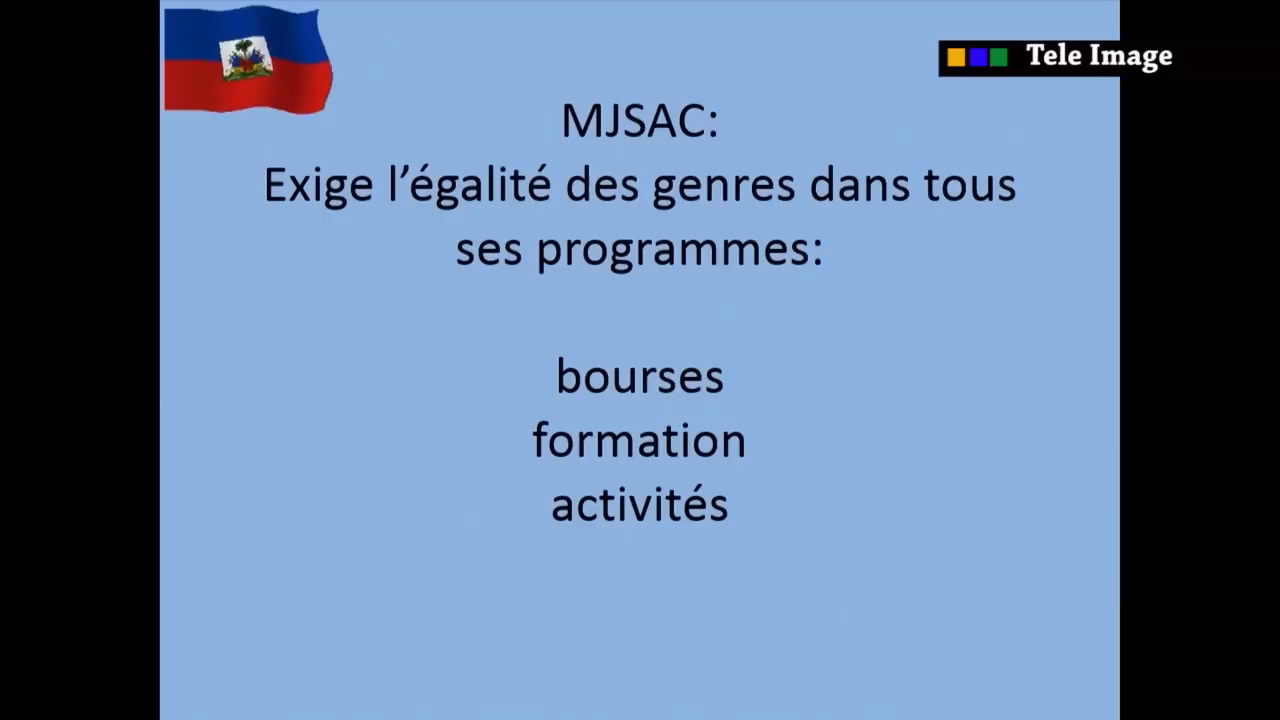 Tele Image
MJSAC:
Exige l’égalité des genres dans tous
ses programmes:
bourses
formation
activités